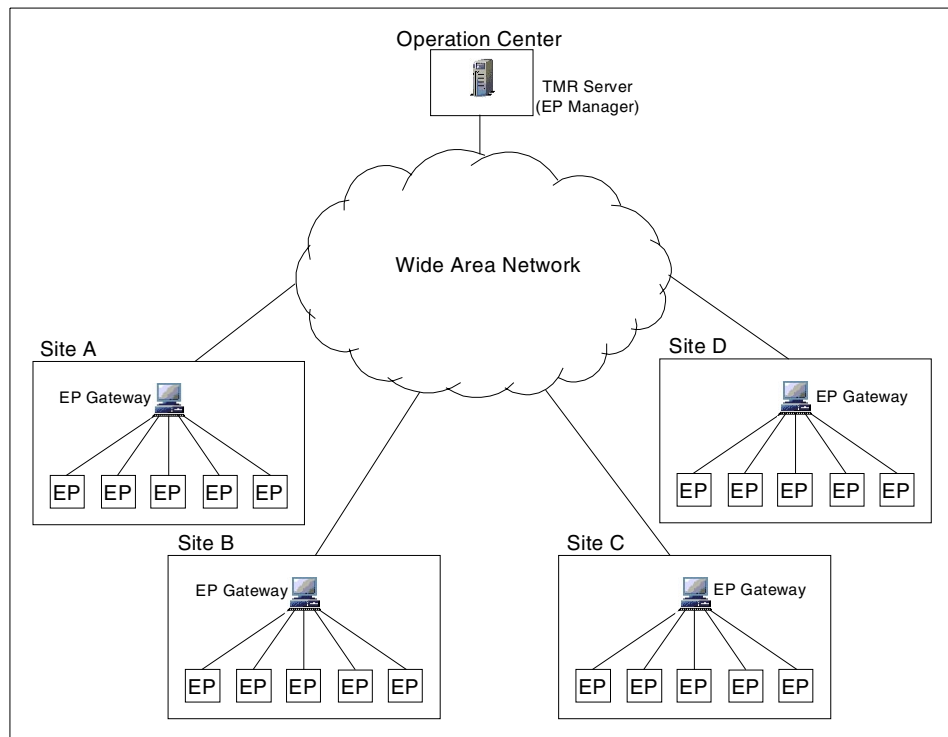 Operation Center
TMR Server
(EP Manager)
Wide Area Network
Site A
EP Gateway
EP EP EP EP EP
Site D
EP Gateway
EP EP EP EP EP
Site B
EP Gateway
EP EP EP EP EP
Site C
EP Gateway
EP EP EP EP EP